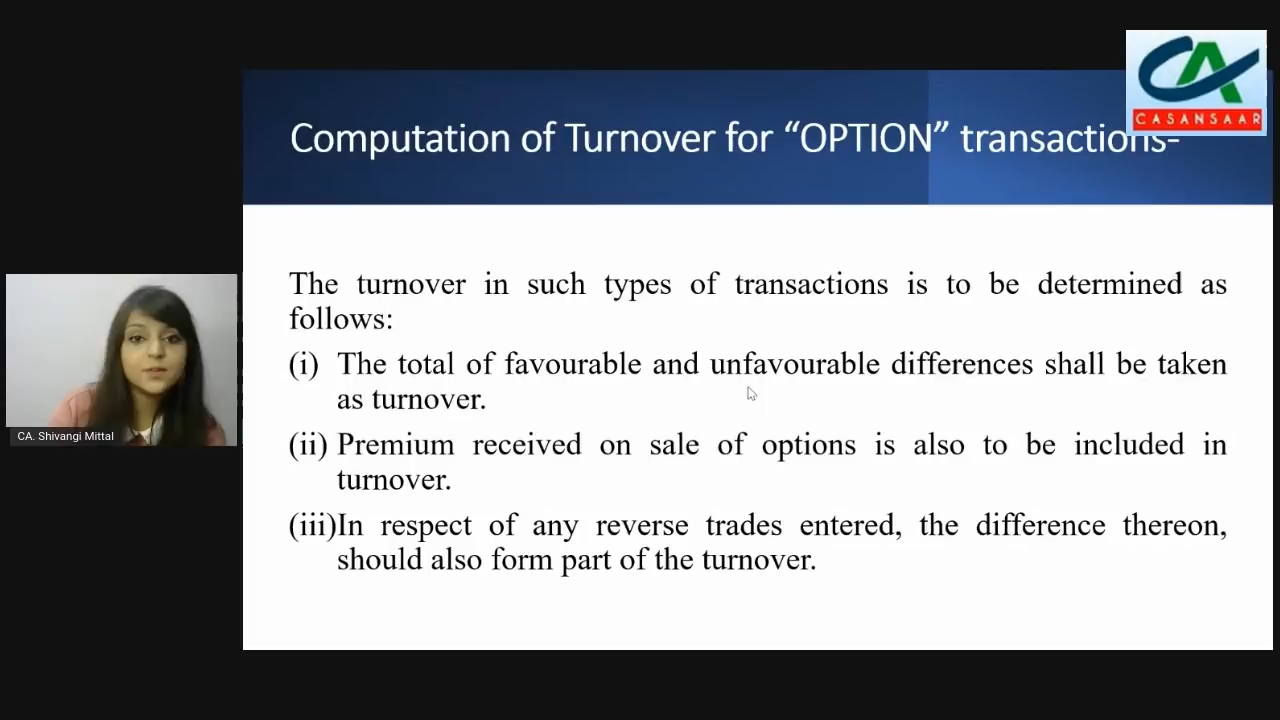 CASANSAAR
Computation of Turnover for “OPTION” transactions-
The turnover in such types of transactions is to be determined as
follows:
(i) The total of favourable and unfavourable differences shall be taken
as turnover.
(ii) Premium received on sale of options is also to be included in
turnover.
(iii)In respect of any reverse trades entered, the difference thereon,
should also form part of the turnover.
CA. Shivangi Mittal